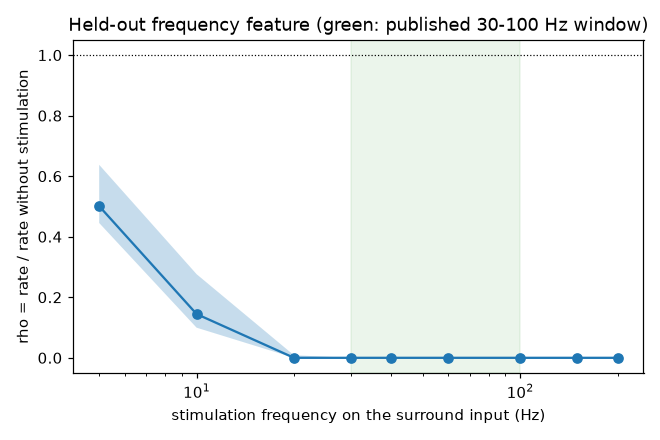 Held-out frequency feature (green: published 30-100 Hz window)
rho = rate / rate without stimulation
1.0
0.8
0.6
0.4
0.2
0.0
10¹
10²
stimulation frequency on the surround input (Hz)